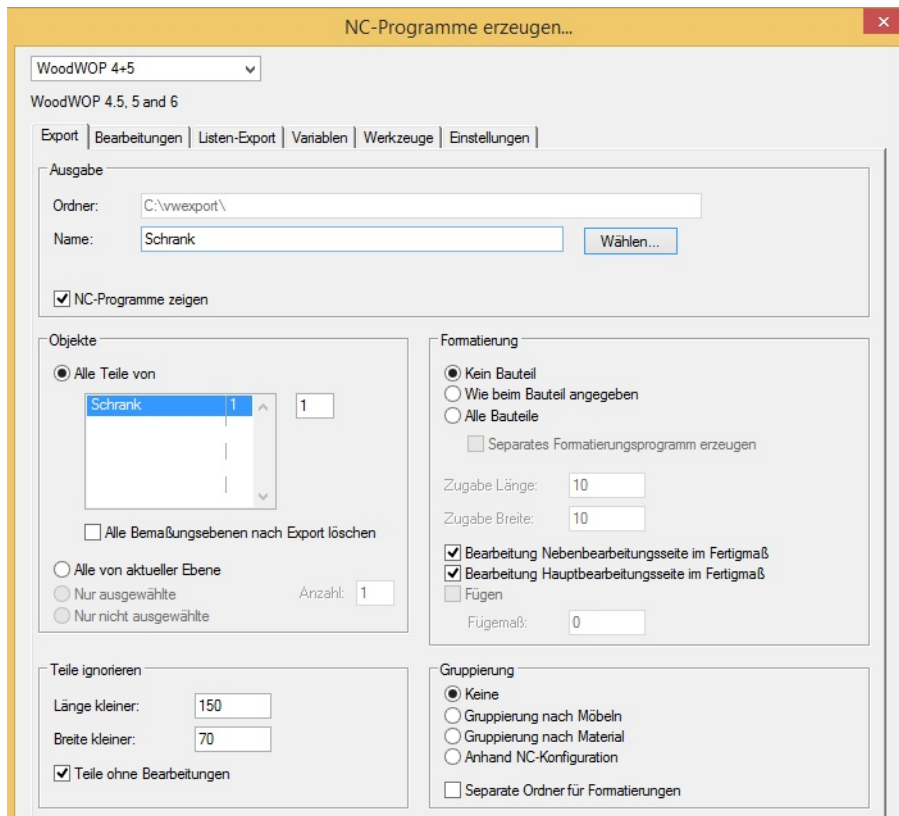 NC-Programme erzeugen...
WoodWOP 4+5
WoodWOP 4.5, 5 and 6
Export Bearbeitungen Listen-Export Variablen Werkzeuge Einstellungen
Ausgabe
Ordner: C:\vwexport\
Name: Schrank Wählen...
NC-Programme zeigen
Objekte
Alle Teile von
Schrank 1 1
Alle Bemaßungsebenen nach Export löschen
Alle von aktueller Ebene
Nur ausgewählte Anzahl: 1
Nur nicht ausgewählte
Formatierung
Kein Bauteil
Wie beim Bauteil angegeben
Alle Bauteile
Separates Formatierungsprogramm erzeugen
Zugabe Länge: 10
Zugabe Breite: 10
Bearbeitung Nebenbearbeitungsseite im Fertigmaß
Bearbeitung Hauptbearbeitungsseite im Fertigmaß
Fügen
Fügemaß: 0
Teile ignorieren
Länge kleiner: 150
Breite kleiner: 70
Teile ohne Bearbeitungen
Gruppierung
Keine
Gruppierung nach Möbeln
Gruppierung nach Material
Anhand NC-Konfiguration
Separate Ordner für Formatierungen